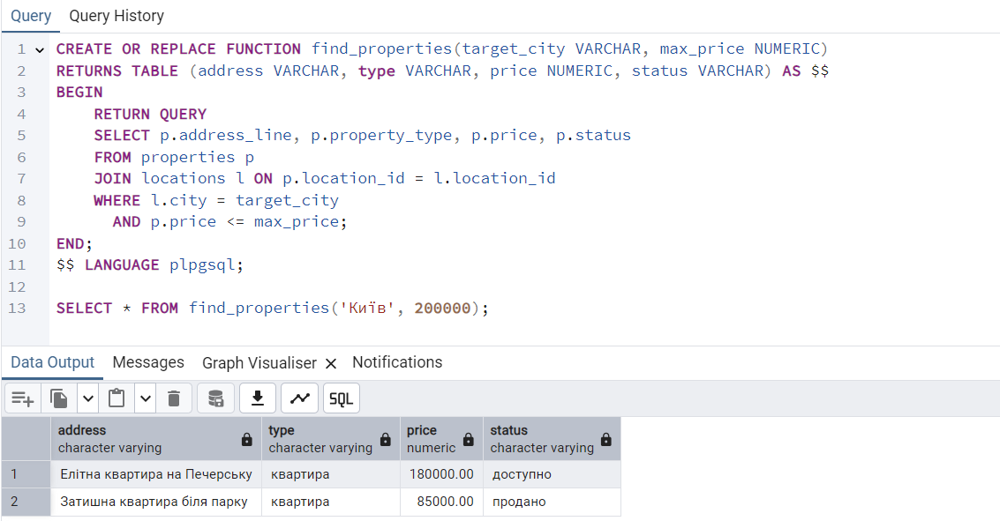 Query Query History
1 CREATE OR REPLACE FUNCTION find_properties(target_city VARCHAR, max_price NUMERIC)
2 RETURNS TABLE (address VARCHAR, type VARCHAR, price NUMERIC, status VARCHAR) AS $$
3 BEGIN
4 RETURN QUERY
5 SELECT p.address_line, p.property_type, p.price, p.status
6 FROM properties p
7 JOIN locations l ON p.location_id = l.location_id
8 WHERE l.city = target_city
9 AND p.price <= max_price;
10 END;
11 $$ LANGUAGE plpgsql;
12
13 SELECT * FROM find_properties('Київ', 200000);
Data Output Messages Graph Visualiser Notifications
SQL
address type price status
character varying character varying numeric character varying
1 Елітна квартира на Печерську квартира 180000.00 доступно
2 Затишна квартира біля парку квартира 85000.00 продано